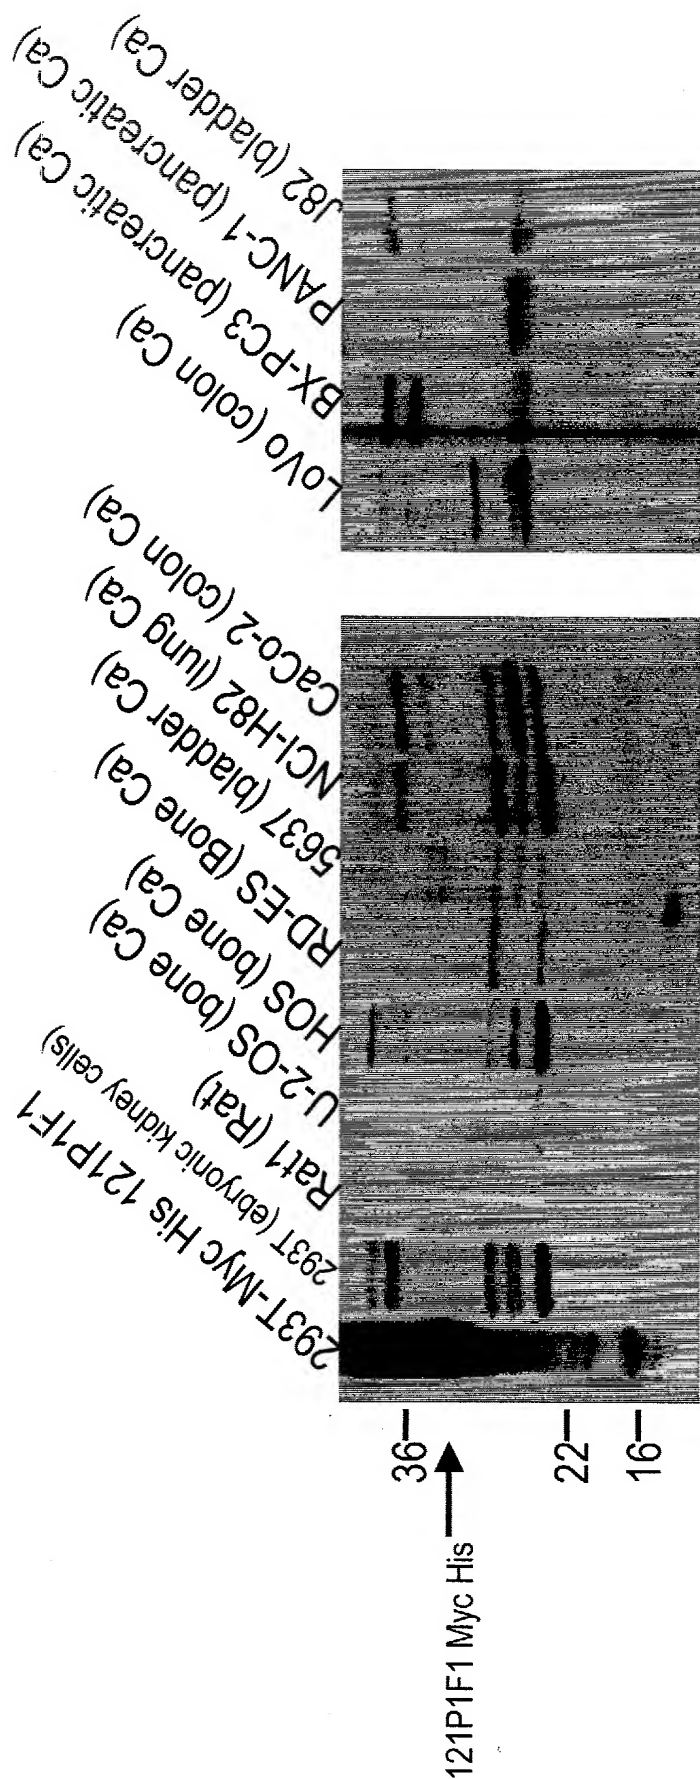 293T-Myc His 121P1F1
293T (ebryonic kidney cells)
Rat1 (Rat)
U-2-OS (bone Ca)
HOS (bone Ca)
RD-ES (Bone Ca)
5637 (bladder Ca)
NCI-H82 (lung Ca)
CaCo-2 (colon Ca)
LoVo (colon Ca)
BX-PC3 (pancreatic Ca)
PANC-1 (pancreatic Ca)
J82 (bladder Ca)
36
121P1F1 Myc His
22
16